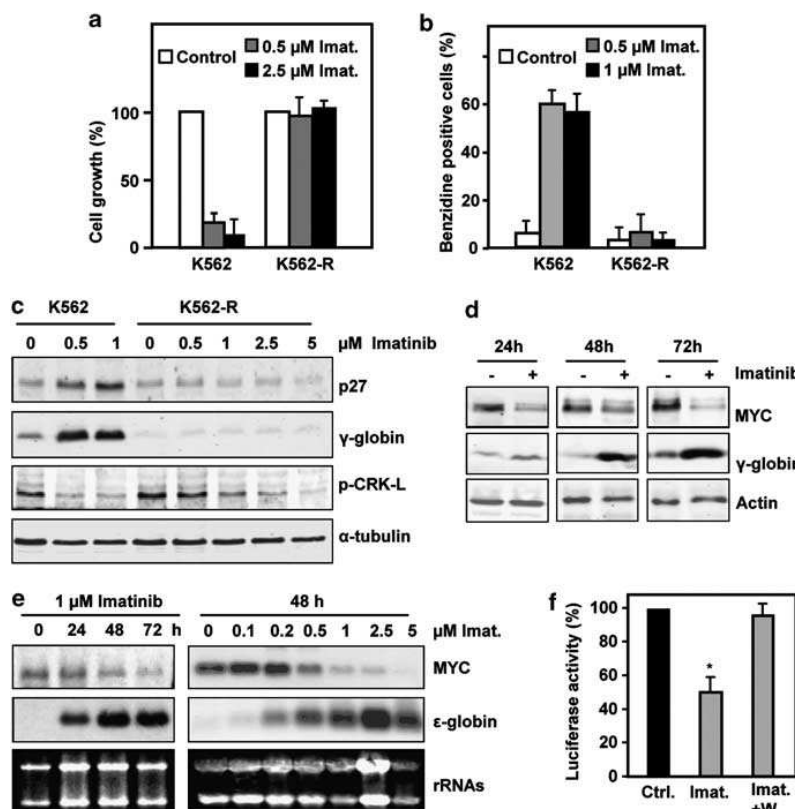 a
Control
0.5 µM Imat.
2.5 µM Imat.
Cell growth (%)
100
50
0
K562 K562-R
b
Control
0.5 µM Imat.
1 µM Imat.
Benzidine positive cells (%)
80
60
40
20
0
K562 K562-R
c
K562 K562-R
0 0.5 1 0 0.5 1 2.5 5 µM Imatinib
p27
γ-globin
p-CRK-L
α-tubulin
d
24h 48h 72h
Imatinib
- + - + - +
MYC
γ-globin
Actin
e
1 µM Imatinib 48 h
0 24 48 72 h 0 0.1 0.2 0.5 1 2.5 5 µM Imat.
MYC
ε-globin
rRNAs
f
Luciferase activity (%)
100
80
60
40
20
0
*
Ctrl. Imat. Imat.
+W